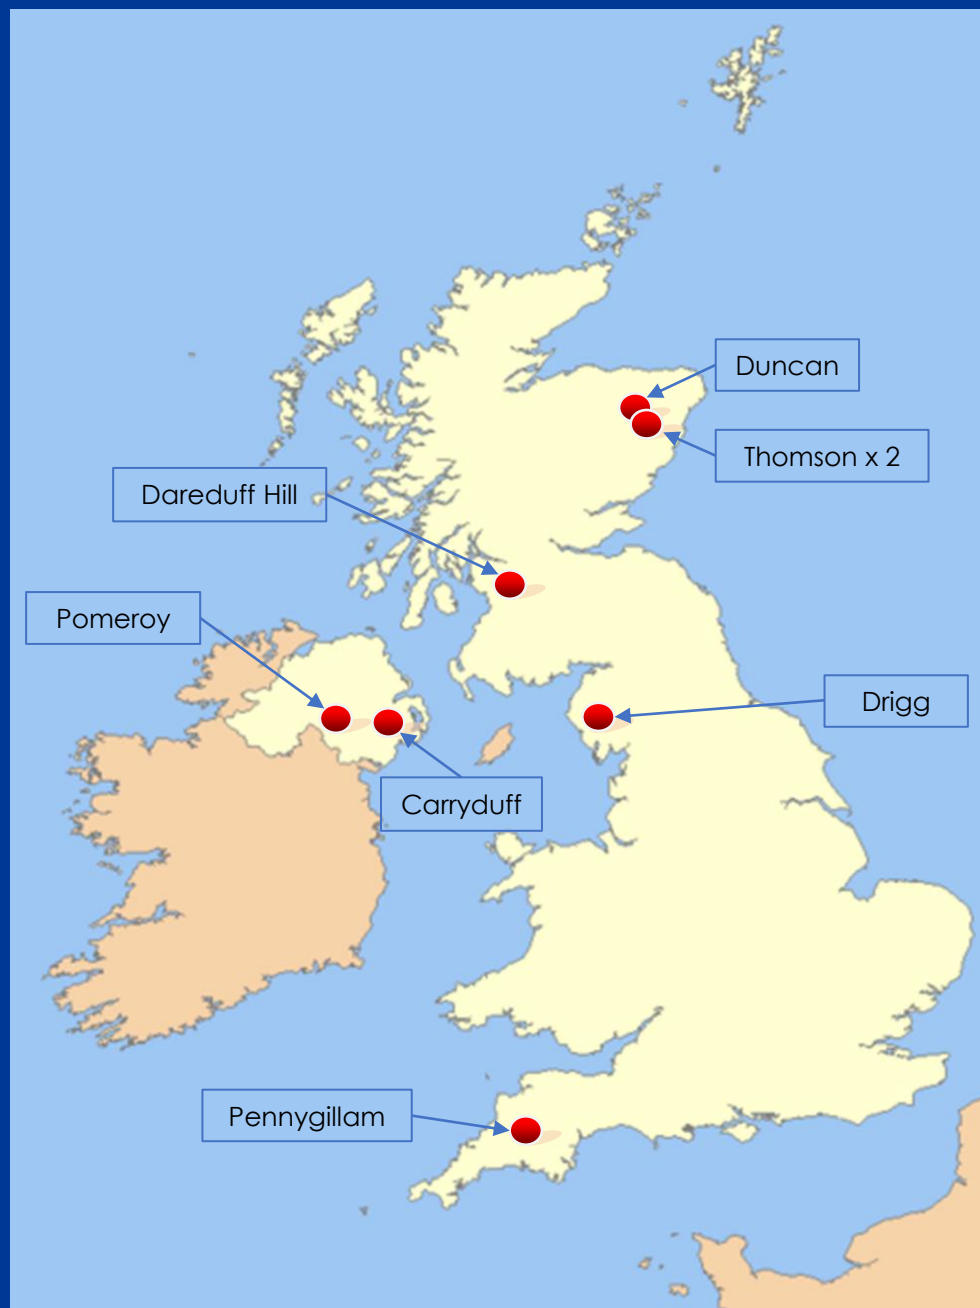 Duncan
Thomson x 2
Dareduff Hill
Pomeroy
Drigg
Carryduff
Pennygillam